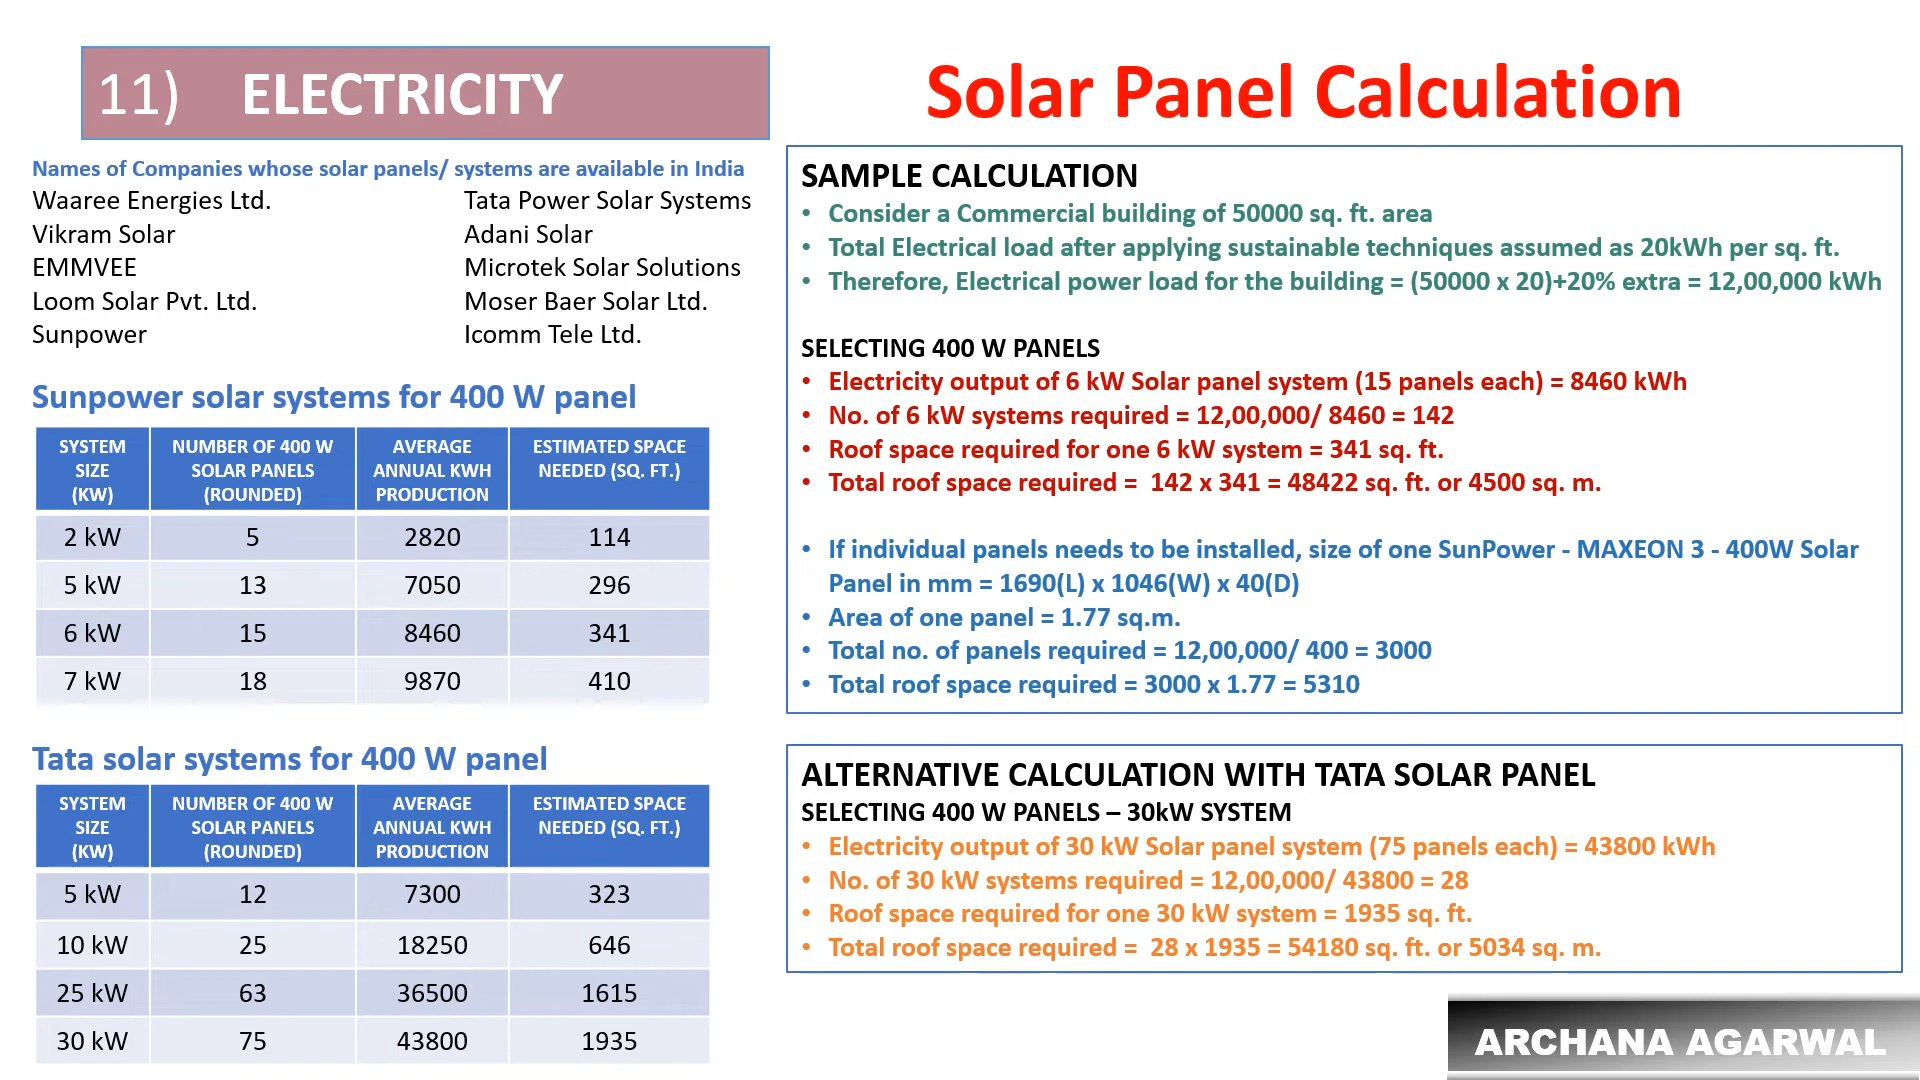 11) ELECTRICITY
Solar Panel Calculation
Names of Companies whose solar panels/ systems are available in India
Waaree Energies Ltd. Tata Power Solar Systems
Vikram Solar Adani Solar
EMMVEE Microtek Solar Solutions
Loom Solar Pvt. Ltd. Moser Baer Solar Ltd.
Sunpower Icomm Tele Ltd.
Sunpower solar systems for 400 W panel
SYSTEM NUMBER OF 400 W AVERAGE ESTIMATED SPACE
SIZE SOLAR PANELS ANNUAL KWH NEEDED (SQ. FT.)
(KW) (ROUNDED) PRODUCTION
2 kW 5 2820 114
5 kW 13 7050 296
6 kW 15 8460 341
7 kW 18 9870 410
Tata solar systems for 400 W panel
SYSTEM NUMBER OF 400 W AVERAGE ESTIMATED SPACE
SIZE SOLAR PANELS ANNUAL KWH NEEDED (SQ. FT.)
(KW) (ROUNDED) PRODUCTION
5 kW 12 7300 323
10 kW 25 18250 646
25 kW 63 36500 1615
30 kW 75 43800 1935
SAMPLE CALCULATION
• Consider a Commercial building of 50000 sq. ft. area
• Total Electrical load after applying sustainable techniques assumed as 20kWh per sq. ft.
• Therefore, Electrical power load for the building = (50000 x 20)+20% extra = 12,00,000 kWh
SELECTING 400 W PANELS
• Electricity output of 6 kW Solar panel system (15 panels each) = 8460 kWh
• No. of 6 kW systems required = 12,00,000/ 8460 = 142
• Roof space required for one 6 kW system = 341 sq. ft.
• Total roof space required = 142 x 341 = 48422 sq. ft. or 4500 sq. m.
• If individual panels needs to be installed, size of one SunPower - MAXEON 3 - 400W Solar
Panel in mm = 1690(L) x 1046(W) x 40(D)
• Area of one panel = 1.77 sq.m.
• Total no. of panels required = 12,00,000/ 400 = 3000
• Total roof space required = 3000 x 1.77 = 5310
ALTERNATIVE CALCULATION WITH TATA SOLAR PANEL
SELECTING 400 W PANELS – 30kW SYSTEM
• Electricity output of 30 kW Solar panel system (75 panels each) = 43800 kWh
• No. of 30 kW systems required = 12,00,000/ 43800 = 28
• Roof space required for one 30 kW system = 1935 sq. ft.
• Total roof space required = 28 x 1935 = 54180 sq. ft. or 5034 sq. m.
ARCHANA AGARWAL